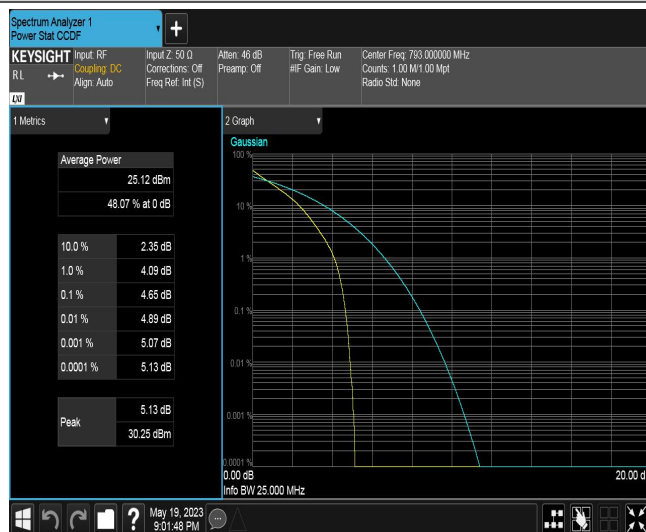 Spectrum Analyzer 1
Power Stat CCDF
+
KEYSIGHT
RL
LXI
Input: RF
Coupling: DC
Align: Auto
Input Z: 50 Ω
Corrections: Off
Freq Ref: Int (S)
Atten: 46 dB
Preamp: Off
Trig: Free Run
#IF Gain: Low
Center Freq: 793.000000 MHz
Counts: 1.00 M/1.00 Mpt
Radio Std: None
1 Metrics
Average Power
25.12 dBm
48.07 % at 0 dB
10.0 % 2.35 dB
1.0 % 4.09 dB
0.1 % 4.65 dB
0.01 % 4.89 dB
0.001 % 5.07 dB
0.0001 % 5.13 dB
Peak
5.13 dB
30.25 dBm
2 Graph
Gaussian
100 %
10 %
1 %
0.1 %
0.01 %
0.001 %
0.0001 %
0.00 dB
20.00 d
Info BW 25.000 MHz
?
May 19, 2023
9:01:48 PM